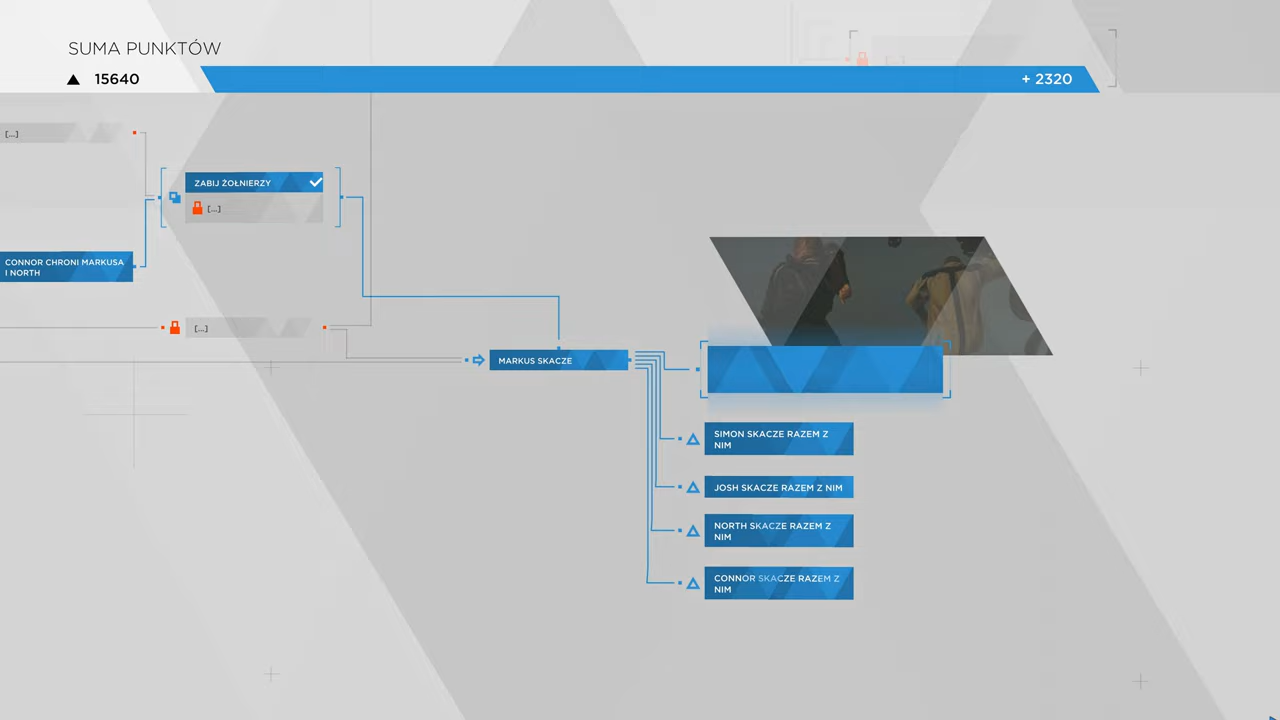 SUMA PUNKTÓW
15640
+ 2320
[...]
ZABIJ ŻOŁNIERZY
[...]
CONNOR CHRONI MARKUSA
I NORTH
[...]
MARKUS SKACZE
SIMON SKACZE RAZEM Z
NIM
JOSH SKACZE RAZEM Z NIM
NORTH SKACZE RAZEM Z
NIM
CONNOR SKACZE RAZEM Z
NIM